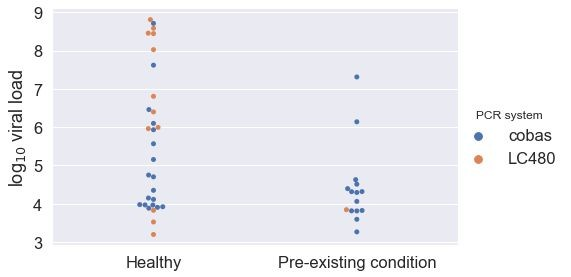 9
8
7
6
5
4
3
log10 viral load
Healthy
Pre-existing condition
PCR system
cobas
LC480